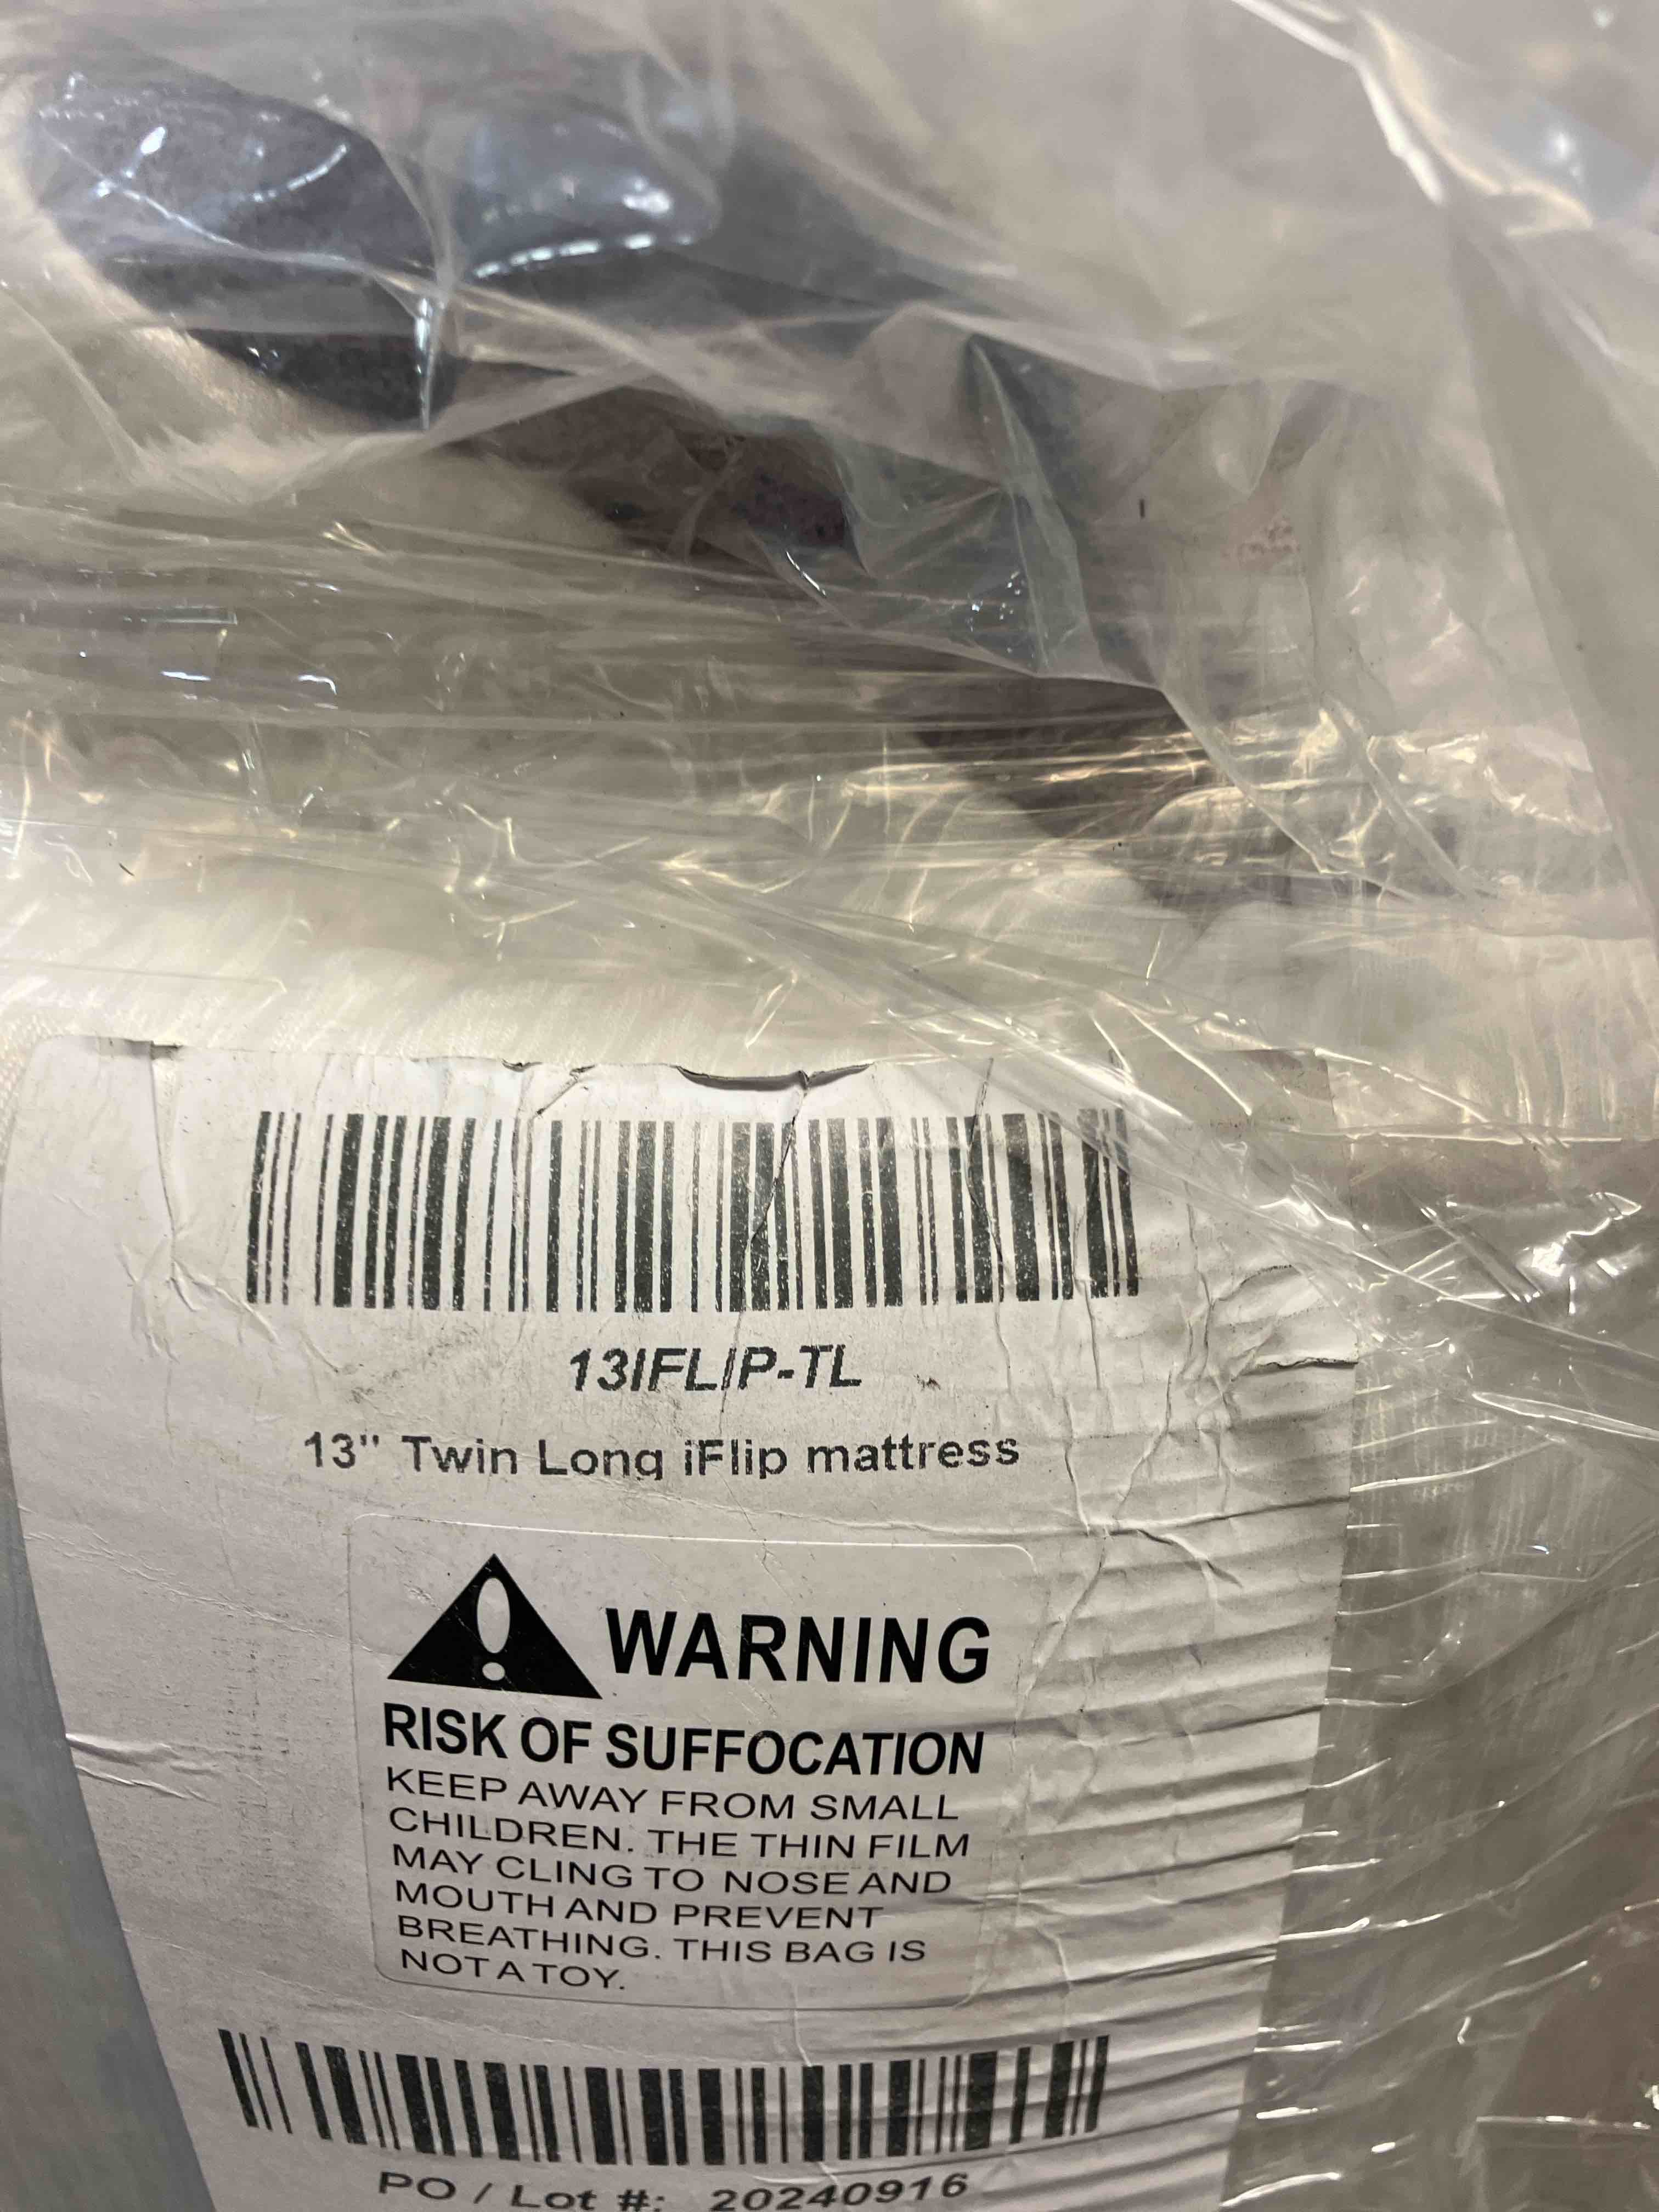 13IFLIP-TL
13" Twin Long iFlip mattress
WARNING
RISK OF SUFFOCATION
KEEP AWAY FROM SMALL
CHILDREN. THE THIN FILM
MAY CLING TO NOSE AND
MOUTH AND PREVENT
BREATHING. THIS BAG IS
NOT A TOY.
PO / Lot #: 20240916